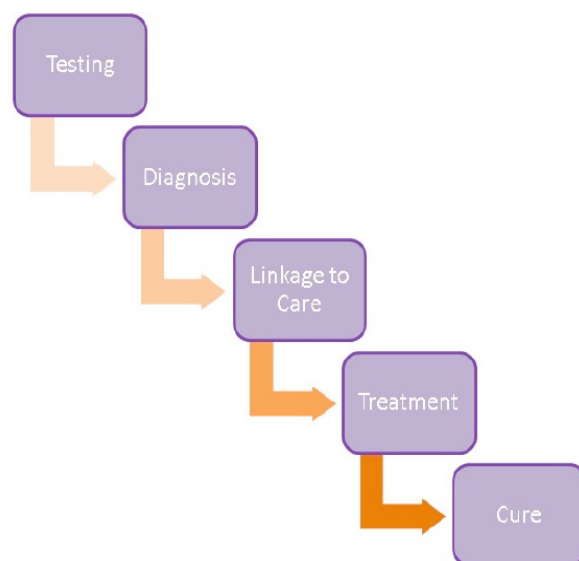 Testing
Diagnosis
Linkage to
Care
Treatment
Cure